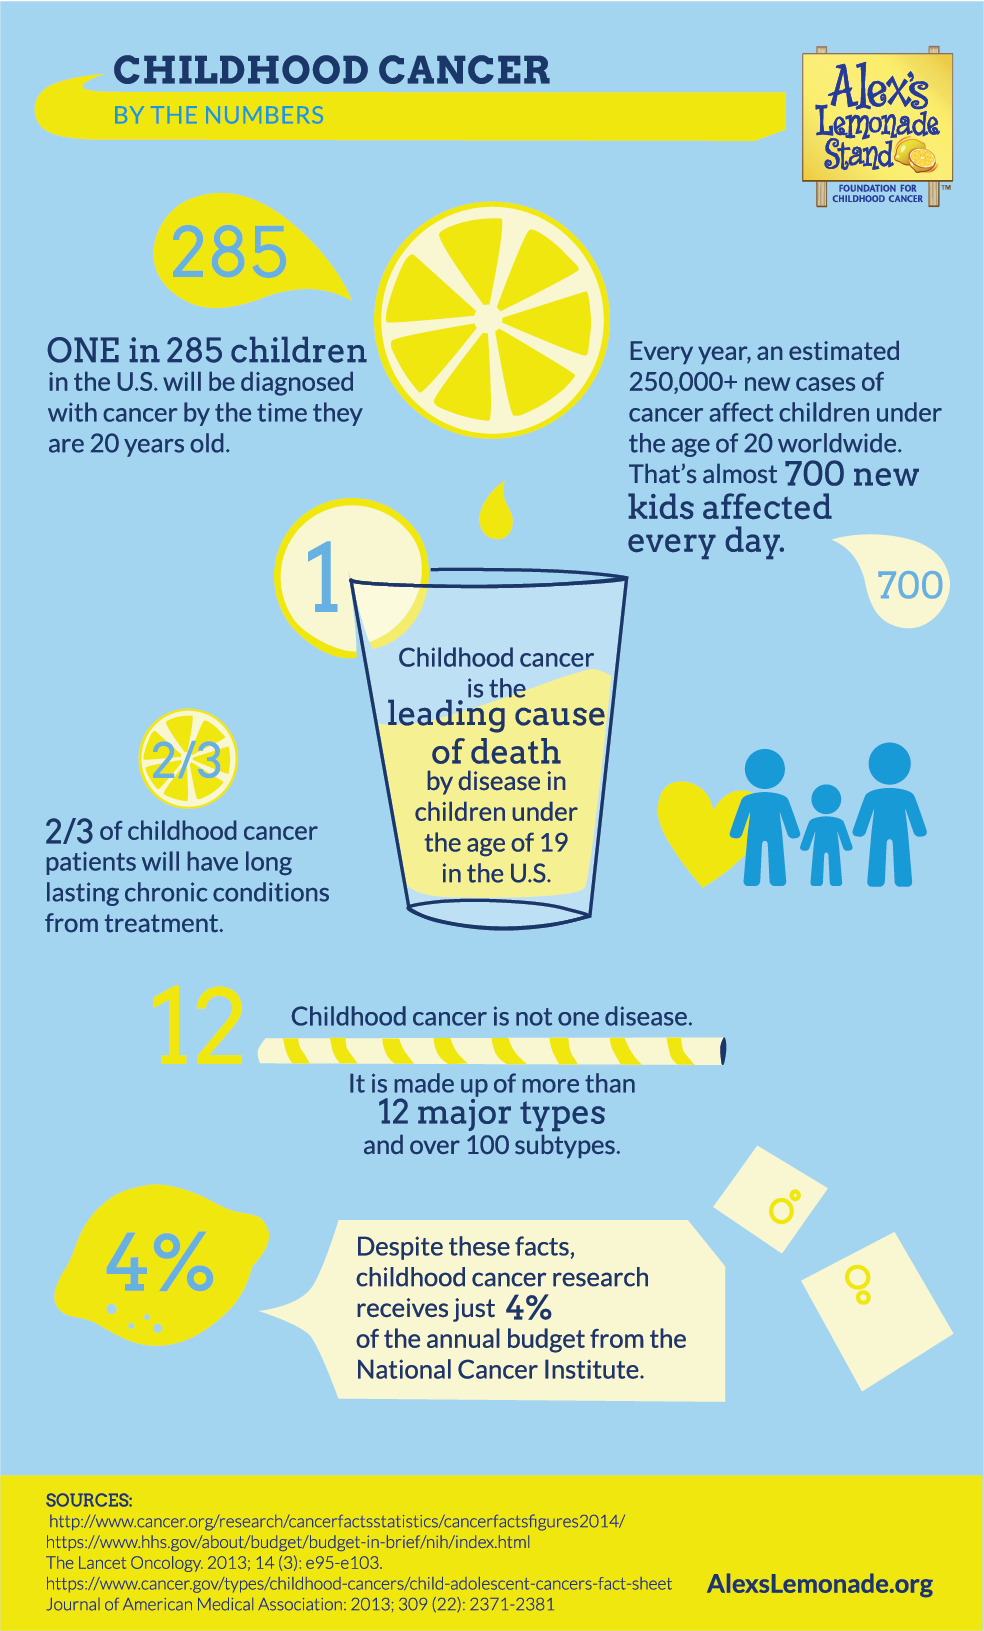 CHILDHOOD CANCER
BY THE NUMBERS
Alex's
Lemonade
Stand
FOUNDATION FOR
CHILDHOOD CANCER
TM
285
ONE in 285 children
in the U.S. will be diagnosed
with cancer by the time they
are 20 years old.
Every year, an estimated
250,000+ new cases of
cancer affect children under
the age of 20 worldwide.
That's almost 700 new
kids affected
every day.
700
1
Childhood cancer
is the
leading cause
of death
by disease in
children under
the age of 19
in the U.S.
2/3
2/3 of childhood cancer
patients will have long
lasting chronic conditions
from treatment.
12
Childhood cancer is not one disease.
It is made up of more than
12 major types
and over 100 subtypes.
4%
Despite these facts,
childhood cancer research
receives just 4%
of the annual budget from the
National Cancer Institute.
SOURCES:
http://www.cancer.org/research/cancerfactsstatistics/cancerfactsfigures2014/
https://www.hhs.gov/about/budget/budget-in-brief/nih/index.html
The Lancet Oncology. 2013; 14 (3): e95-e103.
https://www.cancer.gov/types/childhood-cancers/child-adolescent-cancers-fact-sheet
Journal of American Medical Association: 2013; 309 (22): 2371-2381
AlexsLemonade.org